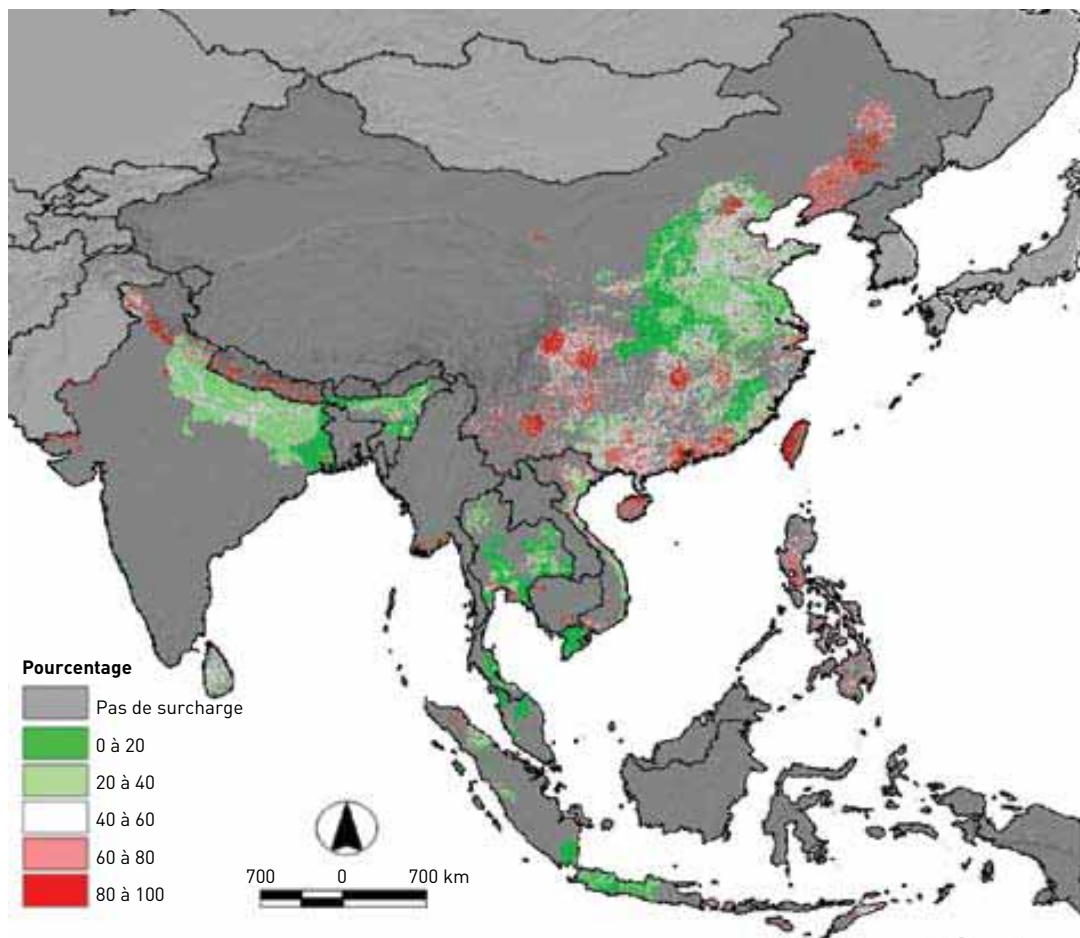 Pourcentage
Pas de surcharge
0 à 20
20 à 40
40 à 60
60 à 80
80 à 100
700 0 700 km